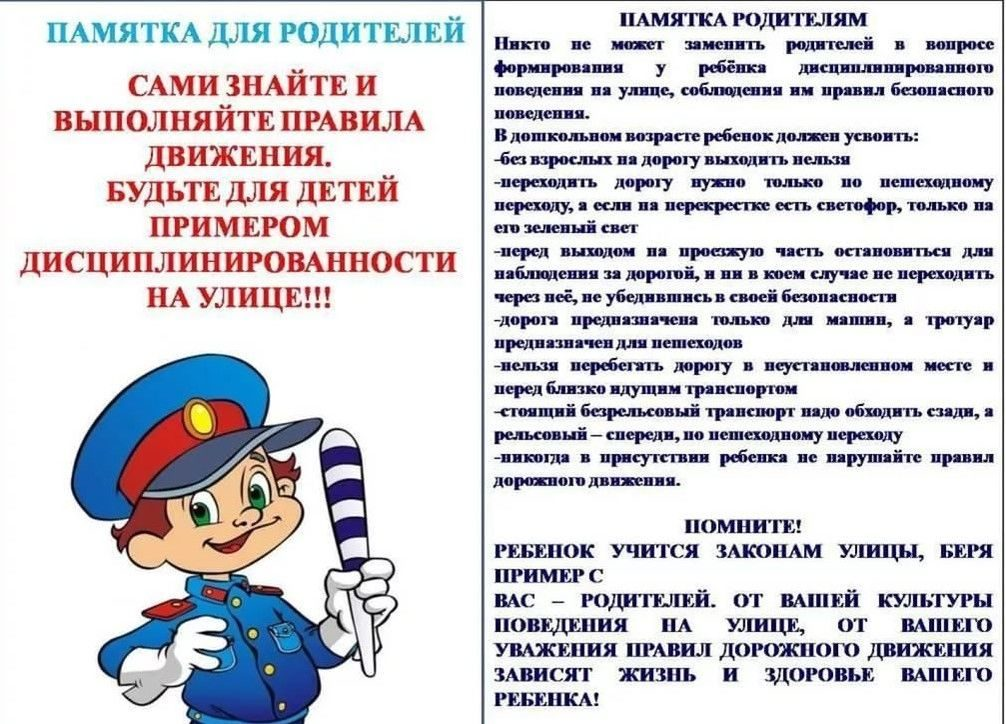 ПАМЯТКА ДЛЯ РОДИТЕЛЕЙ
САМИ ЗНАЙТЕ И
ВЫПОЛНЯЙТЕ ПРАВИЛА
ДВИЖЕНИЯ.
БУДЬТЕ ДЛЯ ДЕТЕЙ
ПРИМЕРОМ
ДИСЦИПЛИНИРОВАННОСТИ
НА УЛИЦЕ!!!
ПАМЯТКА РОДИТЕЛЯМ
Никто не может заменить родителей в вопросе
формирования у ребёнка дисциплинированного
поведения на улице, соблюдения им правил безопасного
поведения.
В дошкольном возрасте ребенок должен усвоить:
-без взрослых на дорогу выходить нельзя
-переходить дорогу нужно только по пешеходному
переходу, а если на перекрестке есть светофор, только на
его зеленый свет
-перед выходом на проезжую часть остановиться для
наблюдения за дорогой, и ни в коем случае не переходить
через неё, не убедившись в своей безопасности
-дорога предназначена только для машин, а тротуар
предназначен для пешеходов
-нельзя перебегать дорогу в неустановленном месте и
перед близко идущим транспортом
-стоящий безрельсовый транспорт надо обходить сзади, а
рельсовый – спереди, по пешеходному переходу
-никогда в присутствии ребенка не нарушайте правил
дорожного движения.
ПОМНИТЕ!
РЕБЕНОК УЧИТСЯ ЗАКОНАМ УЛИЦЫ, БЕРЯ
ПРИМЕР С
ВАС – РОДИТЕЛЕЙ. ОТ ВАШЕЙ КУЛЬТУРЫ
ПОВЕДЕНИЯ НА УЛИЦЕ, ОТ ВАШЕГО
УВАЖЕНИЯ ПРАВИЛ ДОРОЖНОГО ДВИЖЕНИЯ
ЗАВИСЯТ ЖИЗНЬ И ЗДОРОВЬЕ ВАШЕГО
РЕБЕНКА!